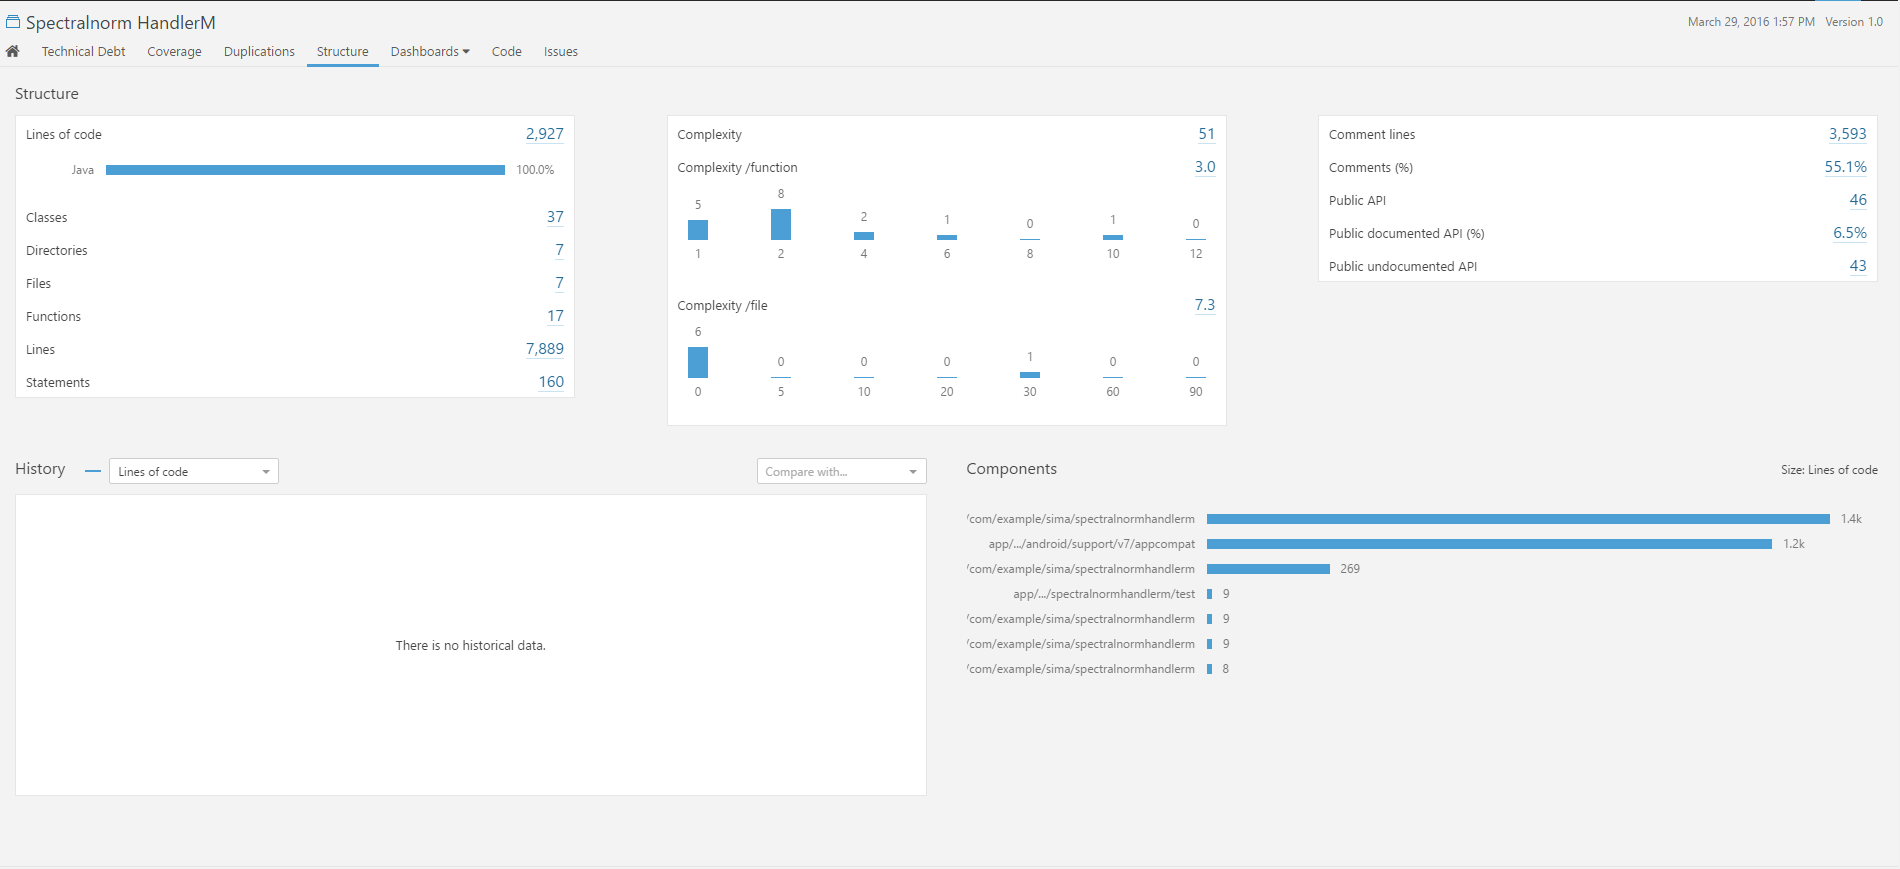 Spectralnorm HandlerM
March 29, 2016 1:57 PM Version 1.0
Technical Debt Coverage Duplications Structure Dashboards Code Issues
Structure
Lines of code 2,927
Java 100.0%
Classes 37
Directories 7
Files 7
Functions 17
Lines 7,889
Statements 160
Complexity 51
Complexity /function 3.0
5 8 2 1 0 1 0
1 2 4 6 8 10 12
Complexity /file 7.3
6 0 0 0 1 0 0
0 5 10 20 30 60 90
Comment lines 3,593
Comments (%) 55.1%
Public API 46
Public documented API (%) 6.5%
Public undocumented API 43
History Lines of code Compare with...
There is no historical data.
Components Size: Lines of code
/com/example/sima/spectralnormhandlerm 1.4k
app/.../android/support/v7/appcompat 1.2k
/com/example/sima/spectralnormhandlerm 269
app/.../spectralnormhandlerm/test 9
/com/example/sima/spectralnormhandlerm 9
/com/example/sima/spectralnormhandlerm 9
/com/example/sima/spectralnormhandlerm 8